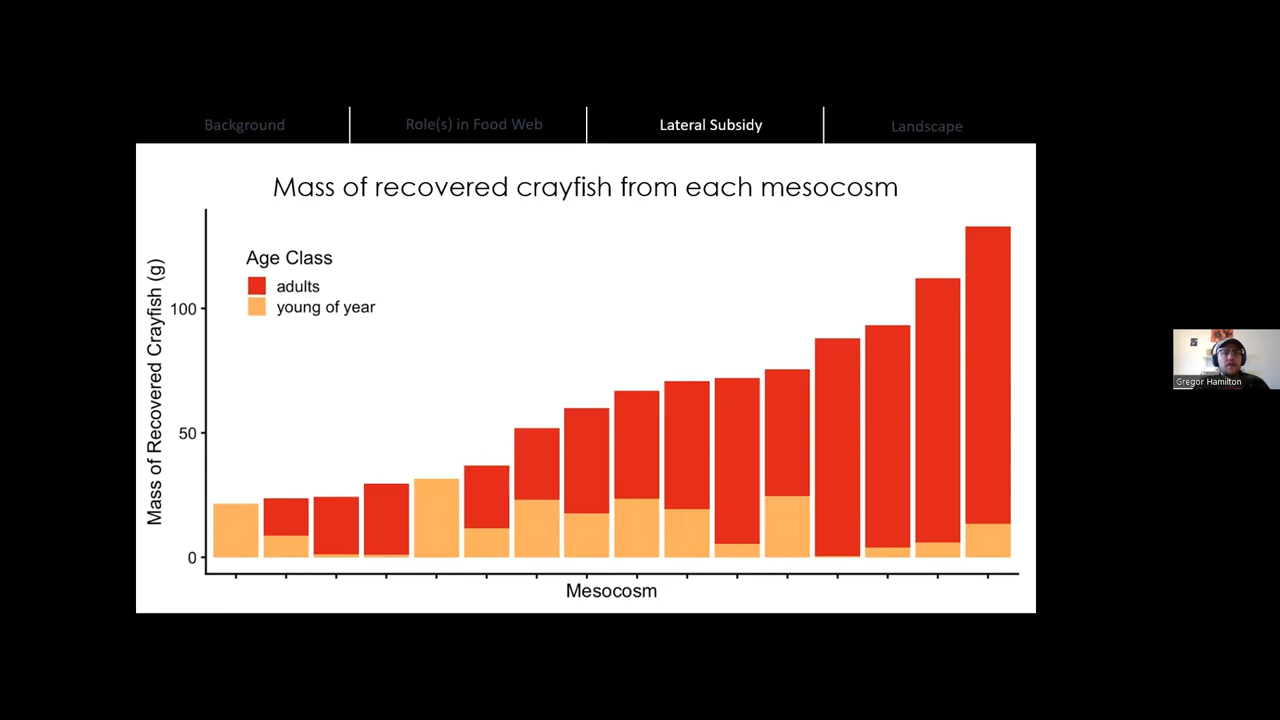 Background
Role(s) in Food Web
Lateral Subsidy
Landscape
Mass of recovered crayfish from each mesocosm
Age Class
adults
young of year
Mass of Recovered Crayfish (g)
100
50
0
Mesocosm
Gregor Hamilton